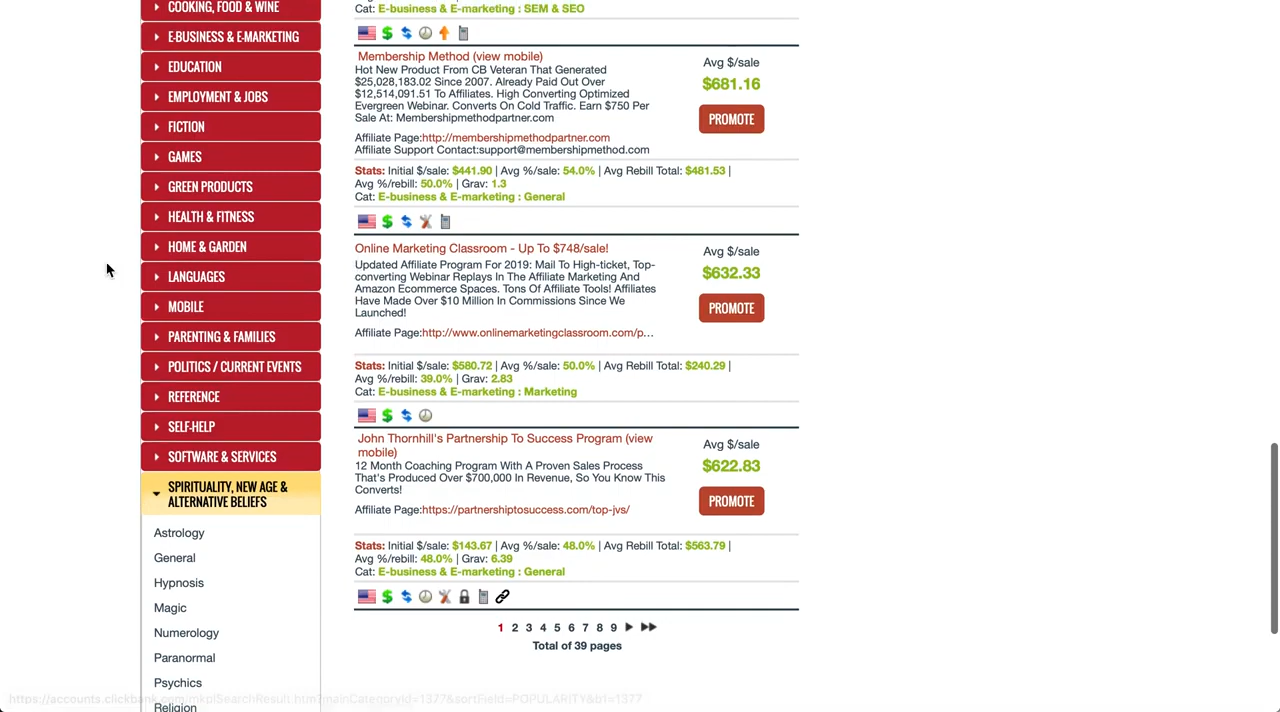 COOKING, FOOD & WINE
E-BUSINESS & E-MARKETING
EDUCATION
EMPLOYMENT & JOBS
FICTION
GAMES
GREEN PRODUCTS
HEALTH & FITNESS
HOME & GARDEN
LANGUAGES
MOBILE
PARENTING & FAMILIES
POLITICS / CURRENT EVENTS
REFERENCE
SELF-HELP
SOFTWARE & SERVICES
SPIRITUALITY, NEW AGE &
ALTERNATIVE BELIEFS
Astrology
General
Hypnosis
Magic
Numerology
Paranormal
Psychics
Religion
Cat: E-business & E-marketing : SEM & SEO
Membership Method (view mobile)
Hot New Product From CB Veteran That Generated
$25,028,183.02 Since 2007. Already Paid Out Over
$12,514,091.51 To Affiliates. High Converting Optimized
Evergreen Webinar. Converts On Cold Traffic. Earn $750 Per
Sale At: Membershipmethodpartner.com
Affiliate Page:http://membershipmethodpartner.com
Affiliate Support Contact:support@membershipmethod.com
Avg $/sale
$681.16
PROMOTE
Stats: Initial $/sale: $441.90 | Avg %/sale: 54.0% | Avg Rebill Total: $481.53 |
Avg %/rebill: 50.0% | Grav: 1.3
Cat: E-business & E-marketing : General
Online Marketing Classroom - Up To $748/sale!
Updated Affiliate Program For 2019: Mail To High-ticket, Top-
converting Webinar Replays In The Affiliate Marketing And
Amazon Ecommerce Spaces. Tons Of Affiliate Tools! Affiliates
Have Made Over $10 Million In Commissions Since We
Launched!
Affiliate Page:http://www.onlinemarketingclassroom.com/p...
Avg $/sale
$632.33
PROMOTE
Stats: Initial $/sale: $580.72 | Avg %/sale: 50.0% | Avg Rebill Total: $240.29 |
Avg %/rebill: 39.0% | Grav: 2.83
Cat: E-business & E-marketing : Marketing
John Thornhill's Partnership To Success Program (view
mobile)
12 Month Coaching Program With A Proven Sales Process
That's Produced Over $700,000 In Revenue, So You Know This
Converts!
Affiliate Page:https://partnershiptosuccess.com/top-jvs/
Avg $/sale
$622.83
PROMOTE
Stats: Initial $/sale: $143.67 | Avg %/sale: 48.0% | Avg Rebill Total: $563.79 |
Avg %/rebill: 48.0% | Grav: 6.39
Cat: E-business & E-marketing : General
1 2 3 4 5 6 7 8 9
Total of 39 pages
https://accounts.clickbank.com/mkplSearchResult.htm?mainCategoryId=1377&sortField=POPULARITY&b1=1377